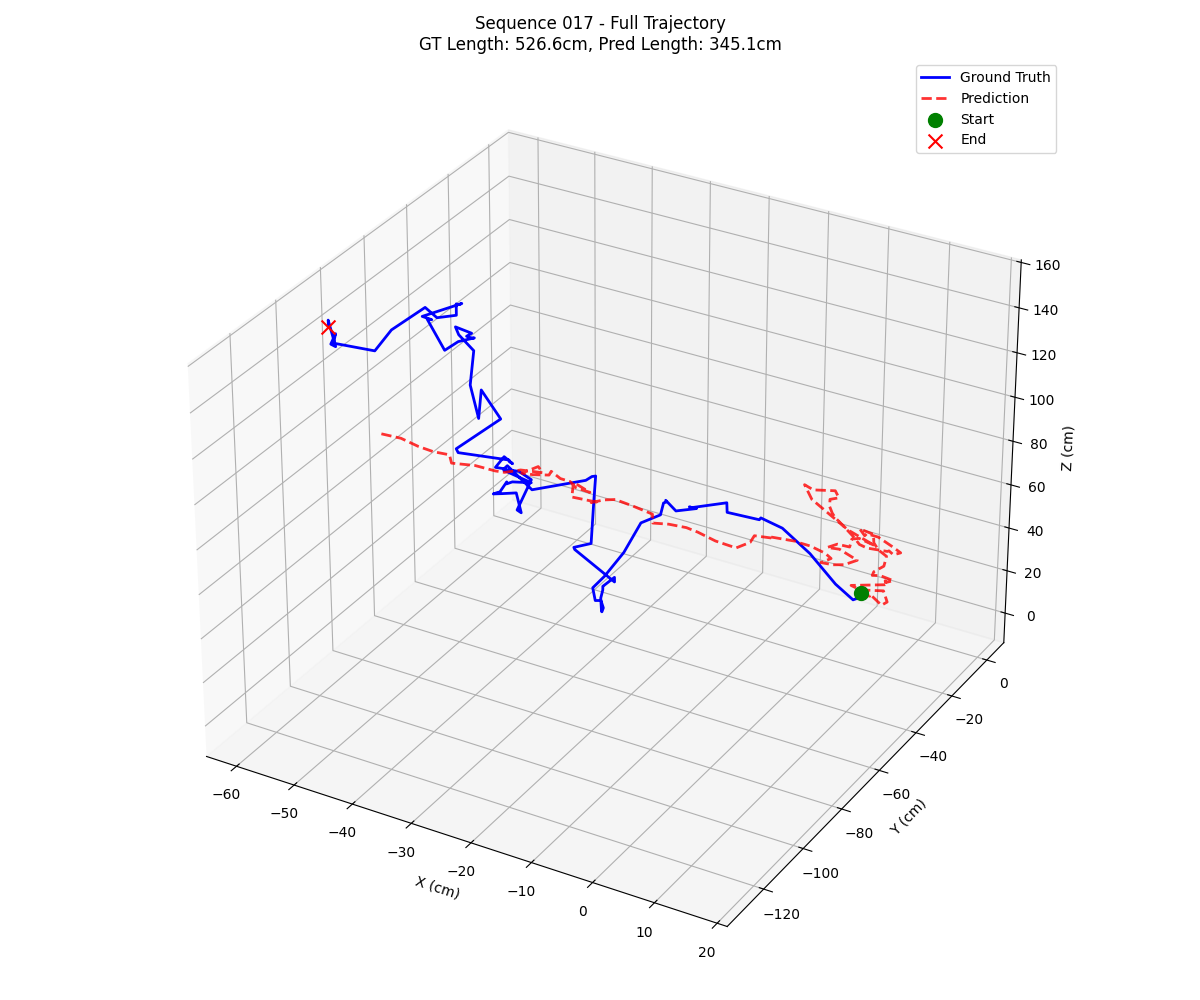 Sequence 017 - Full Trajectory
GT Length: 526.6cm, Pred Length: 345.1cm
Ground Truth
Prediction
Start
End
160
140
120
100
80
60
40
20
0
Z (cm)
0
−20
−40
−60
−80
−100
−120
Y (cm)
−60
−50
−40
−30
−20
−10
0
10
20
X (cm)